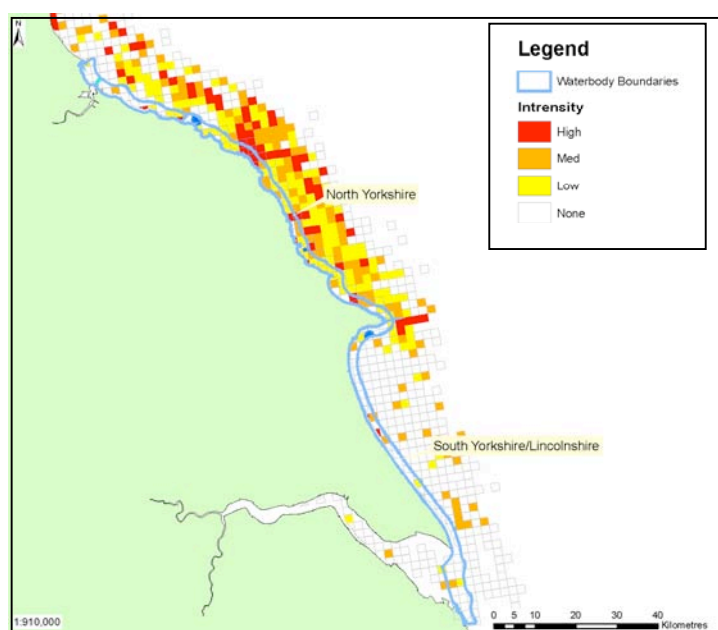 N
Legend
Waterbody Boundaries
Intrensity
High
Med
Low
None
North Yorkshire
South Yorkshire/Lincolnshire
1:910,000
0 5 10 20 30 40
Kilometres